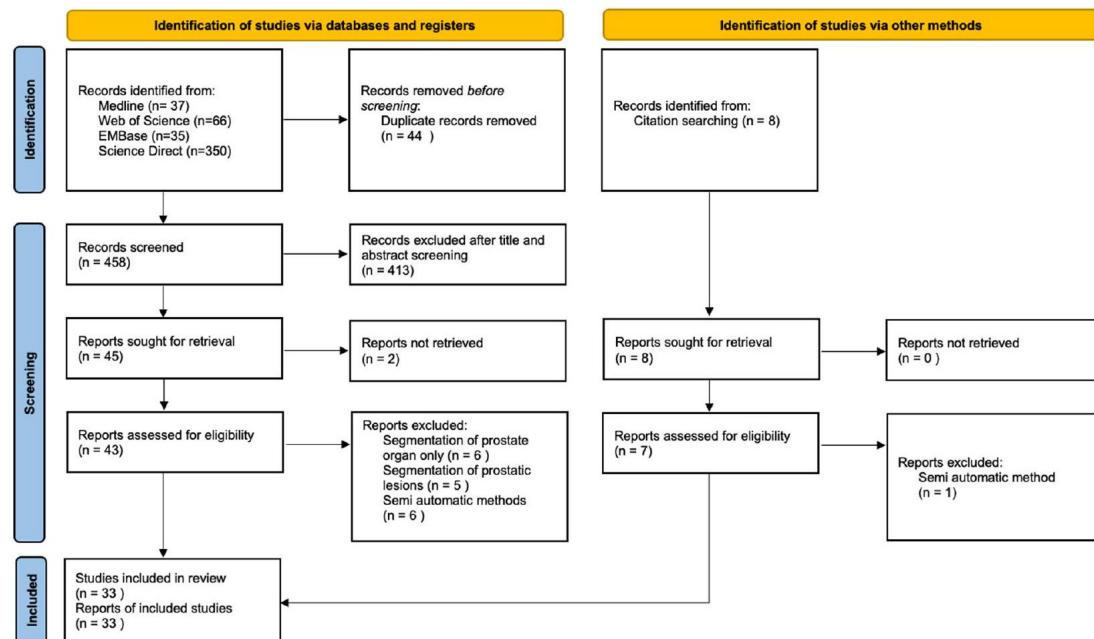 Identification of studies via databases and registers
Identification of studies via other methods
Identification
Records identified from:
Medline (n= 37)
Web of Science (n=66)
EMBase (n=35)
Science Direct (n=350)
Records removed before
screening:
Duplicate records removed
(n = 44 )
Records identified from:
Citation searching (n = 8)
Screening
Records screened
(n = 458)
Records excluded after title and
abstract screening
(n = 413)
Reports sought for retrieval
(n = 45)
Reports not retrieved
(n = 2)
Reports sought for retrieval
(n = 8)
Reports not retrieved
(n = 0 )
Reports assessed for eligibility
(n = 43)
Reports excluded:
Segmentation of prostate
organ only (n = 6 )
Segmentation of prostatic
lesions (n = 5 )
Semi automatic methods
(n = 6 )
Reports assessed for eligibility
(n = 7)
Reports excluded:
Semi automatic method
(n = 1)
Included
Studies included in review
(n = 33 )
Reports of included studies
(n = 33 )